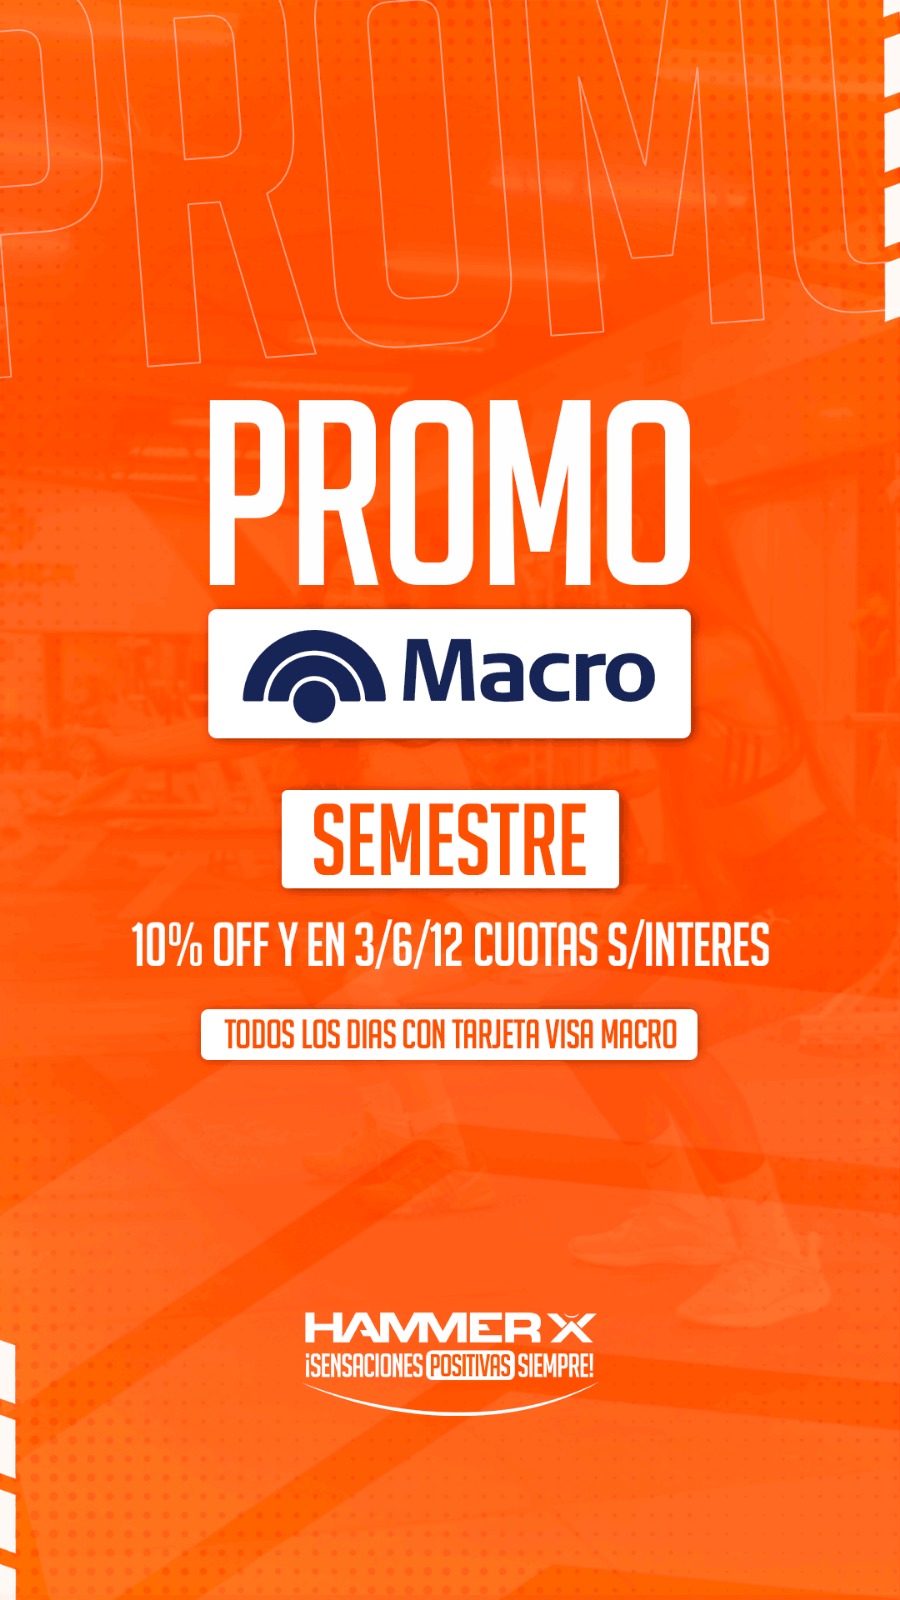 PROMO
PROMO
Macro
SEMESTRE
10% OFF Y EN 3/6/12 CUOTAS S/INTERES
TODOS LOS DIAS CON TARJETA VISA MACRO
HAMMER X
¡SENSACIONES POSITIVAS SIEMPRE!